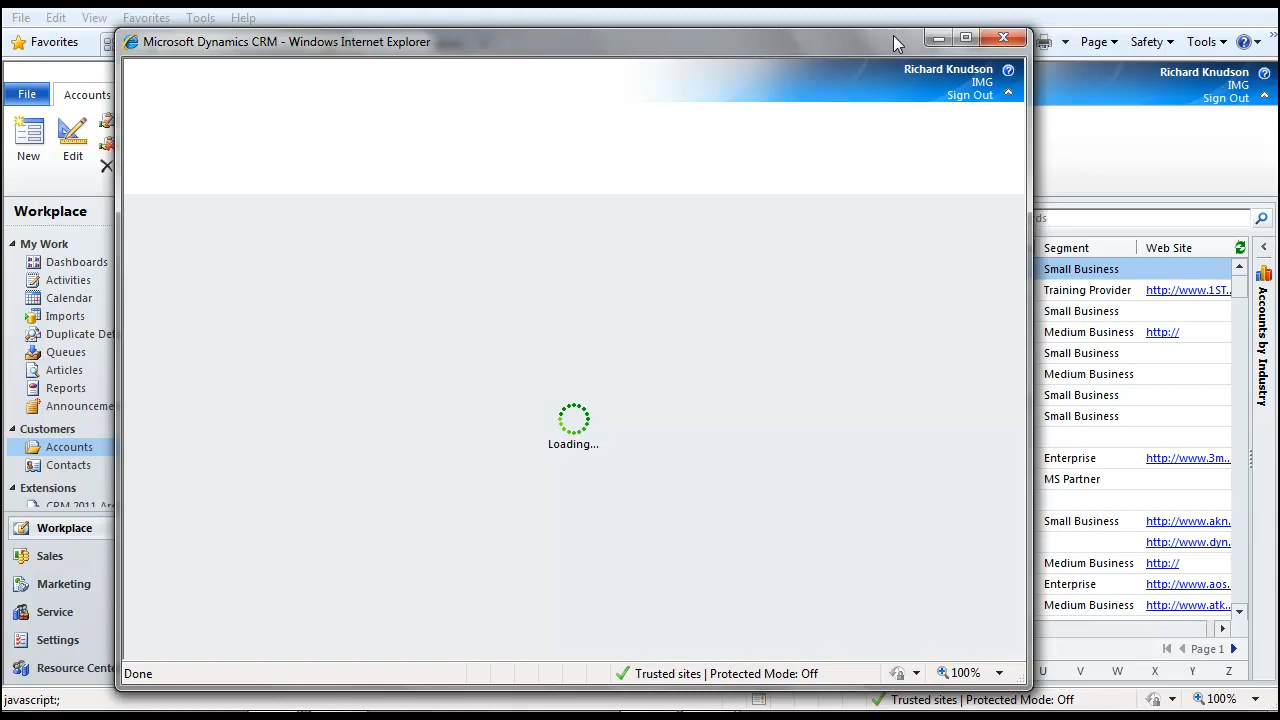 File Edit View Favorites Tools Help
Favorites
Page Safety Tools
Microsoft Dynamics CRM - Windows Internet Explorer
Richard Knudson
IMG
Sign Out
Richard Knudson
IMG
Sign Out
File Accounts
New Edit
Workplace
My Work
Dashboards
Activities
Calendar
Imports
Duplicate Det
Queues
Articles
Reports
Announceme
Customers
Accounts
Contacts
Extensions
Workplace
Sales
Marketing
Service
Settings
Resource Cente
Loading...
Segment Web Site
Small Business
Training Provider http://www.1ST...
Small Business
Medium Business http://
Small Business
Medium Business
Small Business
Small Business
Enterprise http://www.3m...
MS Partner
Small Business http://www.akn...
http://www.dyn...
Medium Business http://
Enterprise http://www.aos...
Medium Business http://www.atk...
Accounts by Industry
Page 1
U V W X Y Z
Done Trusted sites | Protected Mode: Off 100%
javascript:; Trusted sites | Protected Mode: Off 100%